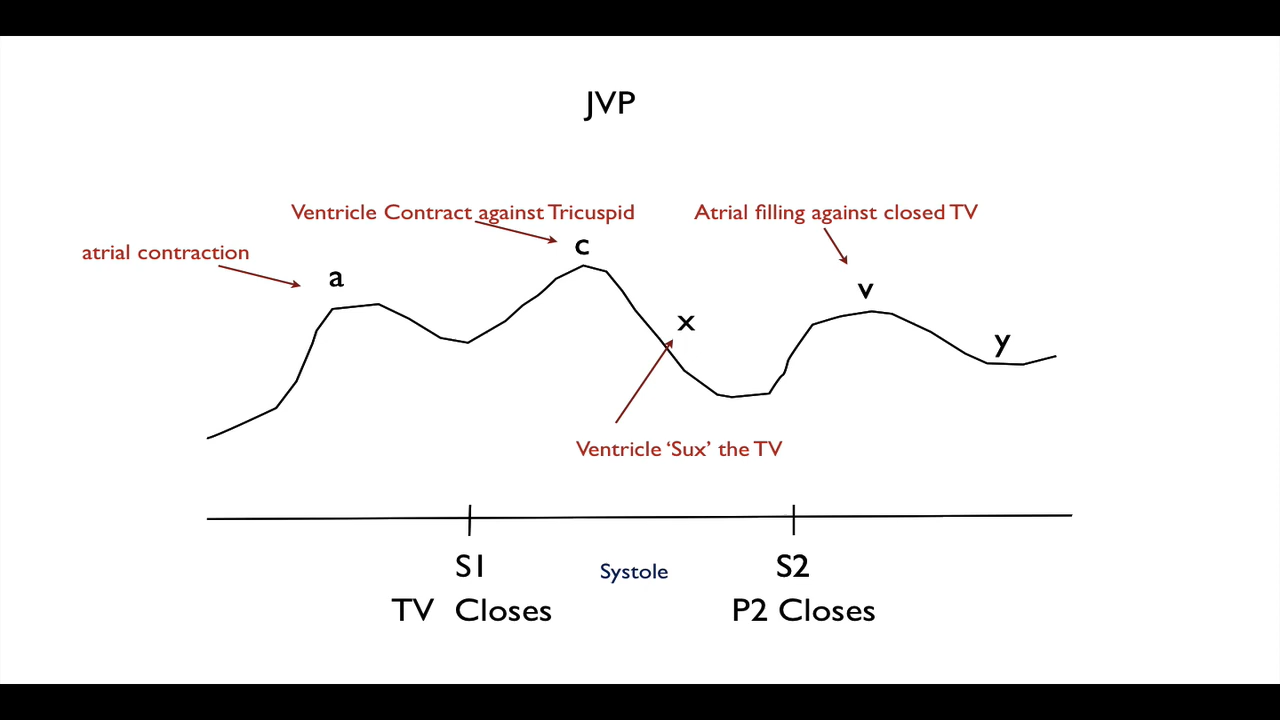 JVP
Ventricle Contract against Tricuspid
Atrial filling against closed TV
atrial contraction
c
a
v
x
y
Ventricle ‘Sux’ the TV
S1
Systole
S2
TV Closes
P2 Closes